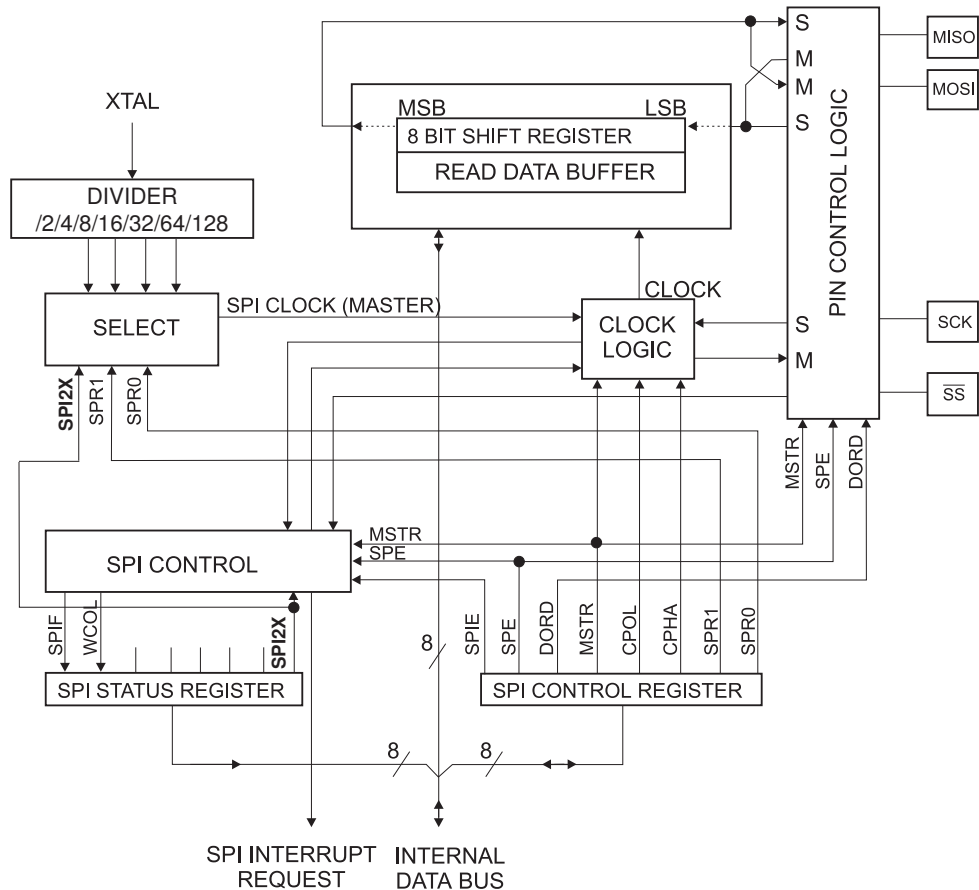 S
MISO
M
M
MOSI
S
PIN CONTROL LOGIC
XTAL
MSB
LSB
8 BIT SHIFT REGISTER
READ DATA BUFFER
DIVIDER
/2/4/8/16/32/64/128
SPI CLOCK (MASTER)
CLOCK
SELECT
CLOCK
LOGIC
S
M
SCK
SS
SPI2X
SPR1
SPR0
MSTR
SPE
DORD
MSTR
SPE
SPI CONTROL
SPIF
WCOL
SPI2X
8
SPIE
SPE
DORD
MSTR
CPOL
CPHA
SPR1
SPR0
SPI STATUS REGISTER
SPI CONTROL REGISTER
8
8
SPI INTERRUPT
REQUEST
INTERNAL
DATA BUS